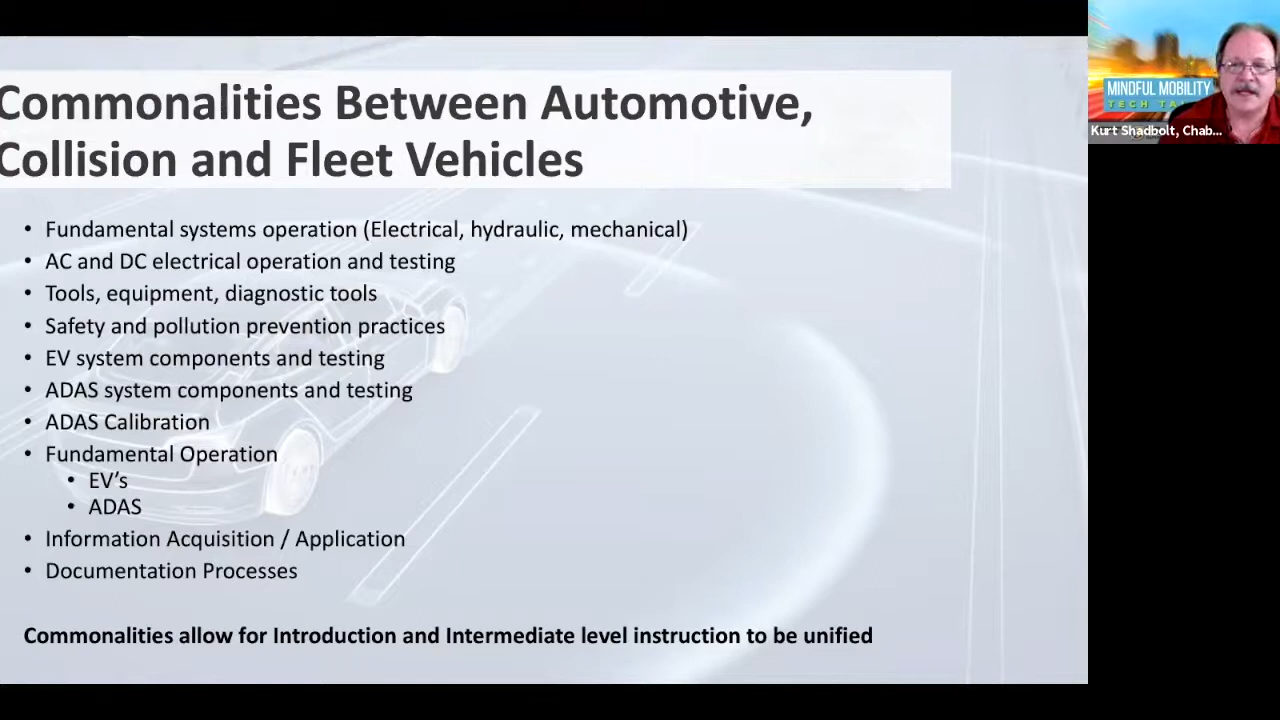 Commonalities Between Automotive,
Collision and Fleet Vehicles
• Fundamental systems operation (Electrical, hydraulic, mechanical)
• AC and DC electrical operation and testing
• Tools, equipment, diagnostic tools
• Safety and pollution prevention practices
• EV system components and testing
• ADAS system components and testing
• ADAS Calibration
• Fundamental Operation
• EV's
• ADAS
• Information Acquisition / Application
• Documentation Processes
Commonalities allow for Introduction and Intermediate level instruction to be unified
MINDFUL MOBILITY
TECH TA
Kurt Shadbolt, Chab...